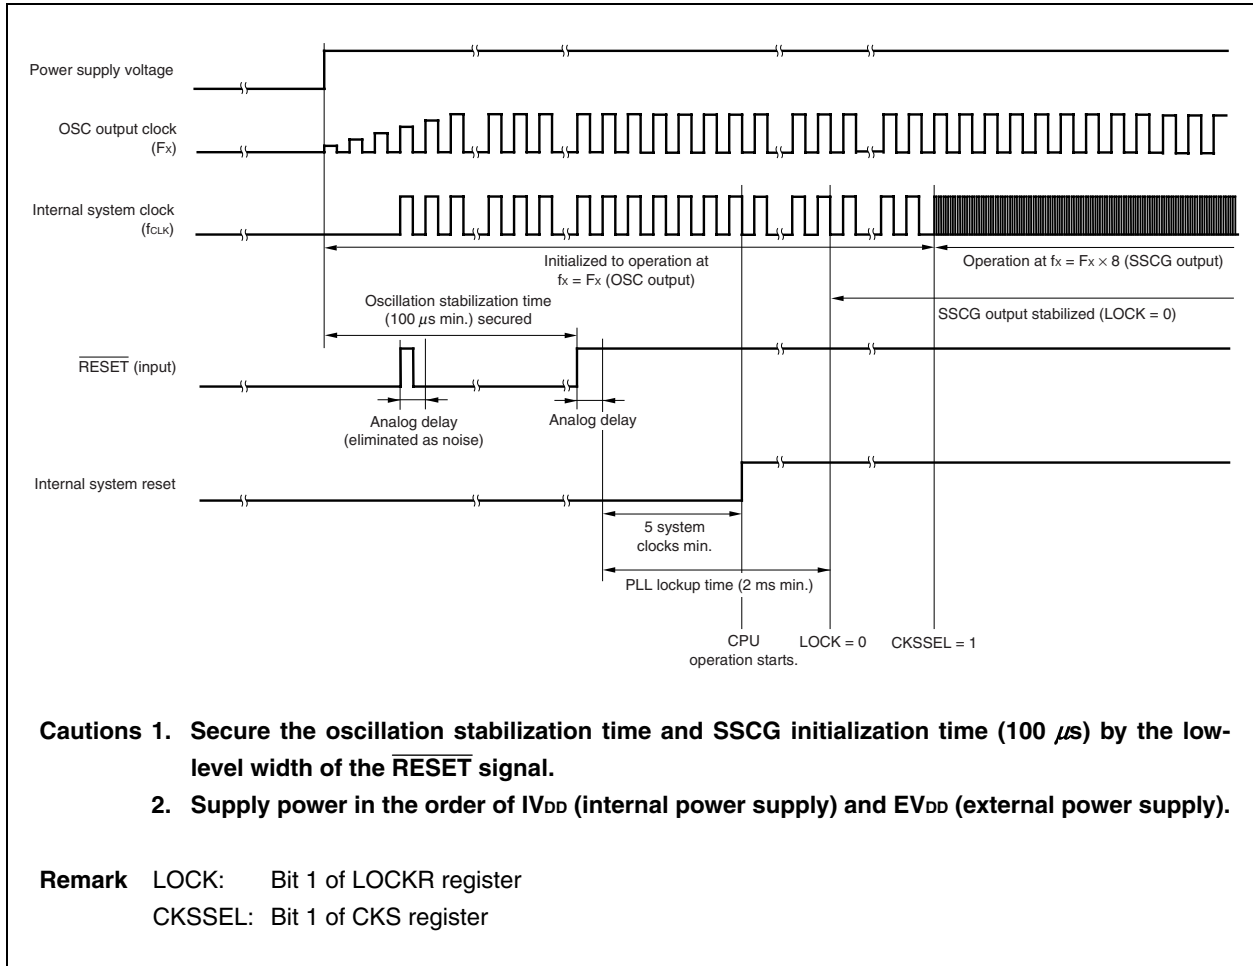 Power supply voltage
OSC output clock
(FX)
Internal system clock
(fCLK)
Initialized to operation at
fX = FX (OSC output)
Operation at fX = FX × 8 (SSCG output)
Oscillation stabilization time
(100 μs min.) secured
SSCG output stabilized (LOCK = 0)
RESET (input)
Analog delay
(eliminated as noise)
Analog delay
Internal system reset
5 system
clocks min.
PLL lockup time (2 ms min.)
CPU
operation starts.
LOCK = 0
CKSSEL = 1
Cautions 1. Secure the oscillation stabilization time and SSCG initialization time (100 μs) by the low-
level width of the RESET signal.
2. Supply power in the order of IVDD (internal power supply) and EVDD (external power supply).
Remark LOCK: Bit 1 of LOCKR register
CKSSEL: Bit 1 of CKS register